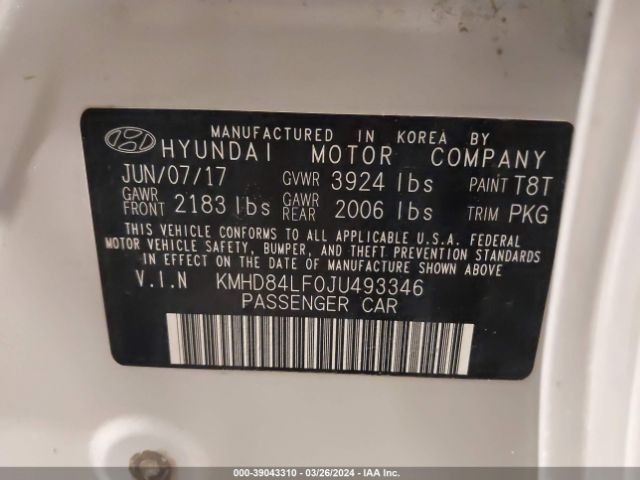 MANUFACTURED IN KOREA BY
HYUNDAI MOTOR COMPANY
JUN/07/17 GVWR 3924 lbs PAINT T8T
GAWR FRONT 2183 lbs GAWR REAR 2006 lbs TRIM PKG
THIS VEHICLE CONFORMS TO ALL APPLICABLE U.S.A. FEDERAL
MOTOR VEHICLE SAFETY, BUMPER, AND THEFT PREVENTION STANDARDS
IN EFFECT ON THE DATE OF MANUFACTURE SHOWN ABOVE.
V.I.N KMHD84LF0JU493346
PASSENGER CAR
000-39043310 | 03/26/2024 - IAA Inc.